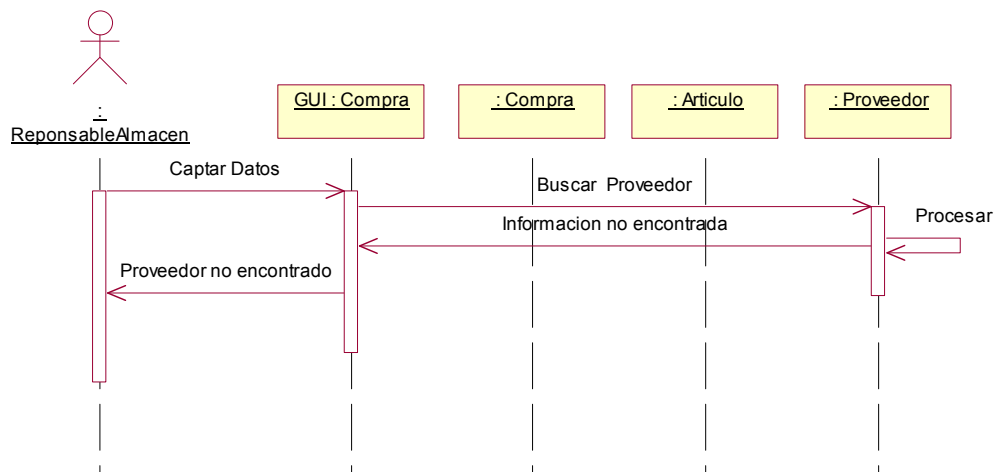 :
ReponsableAlmacen
GUI : Compra
: Compra
: Articulo
: Proveedor
Captar Datos
Buscar Proveedor
Procesar
Informacion no encontrada
Proveedor no encontrado